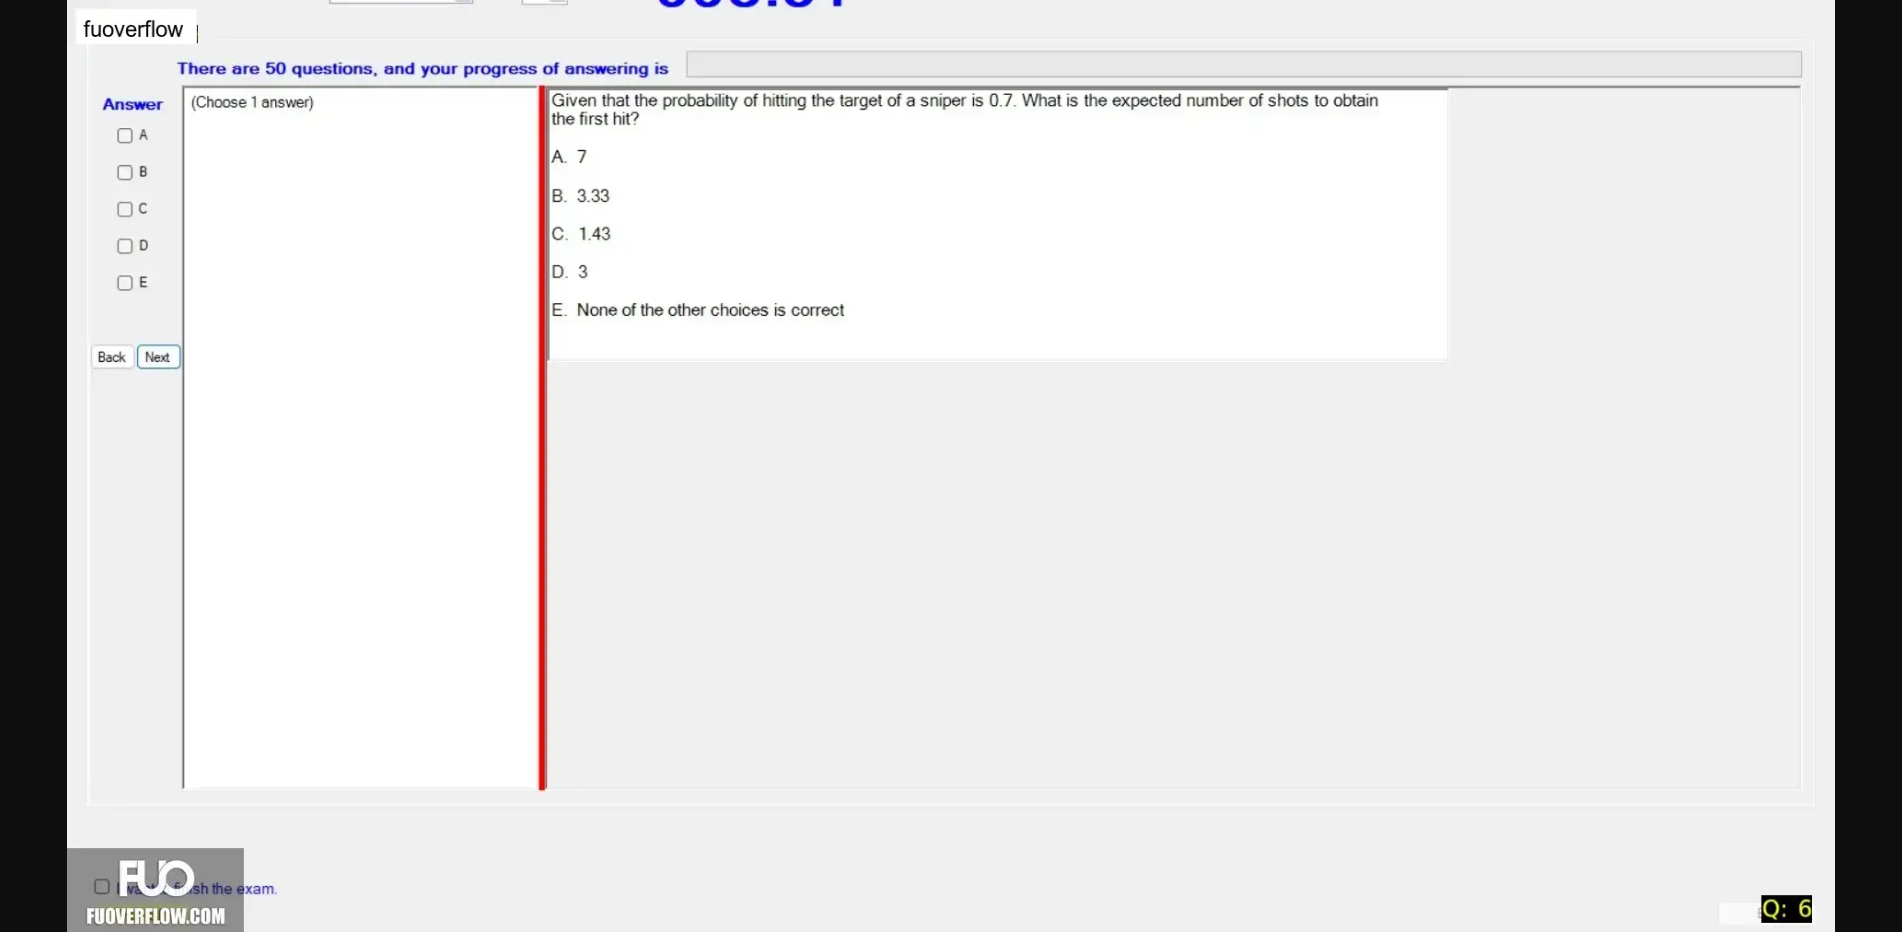 fuoverflow
There are 50 questions, and your progress of answering is
Answer
(Choose 1 answer)
A
B
C
D
E
Back
Next
Given that the probability of hitting the target of a sniper is 0.7. What is the expected number of shots to obtain
the first hit?
A. 7
B. 3.33
C. 1.43
D. 3
E. None of the other choices is correct
FUO
the exam.
FUOVERFLOW.COM
Q: 6